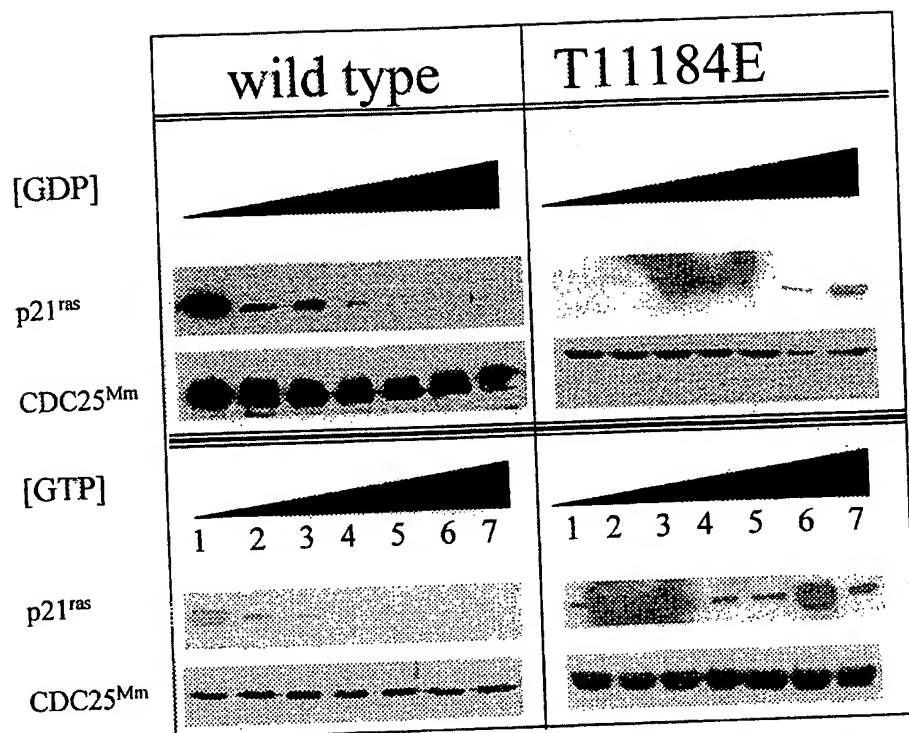 wild type T11184E
[GDP]
p21ras
CDC25Mm
[GTP]
1 2 3 4 5 6 7 1 2 3 4 5 6 7
p21ras
CDC25Mm